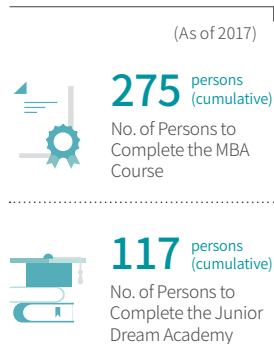 (As of 2017)
275 persons
(cumulative)
No. of Persons to
Complete the MBA
Course
117 persons
(cumulative)
No. of Persons to
Complete the Junior
Dream Academy